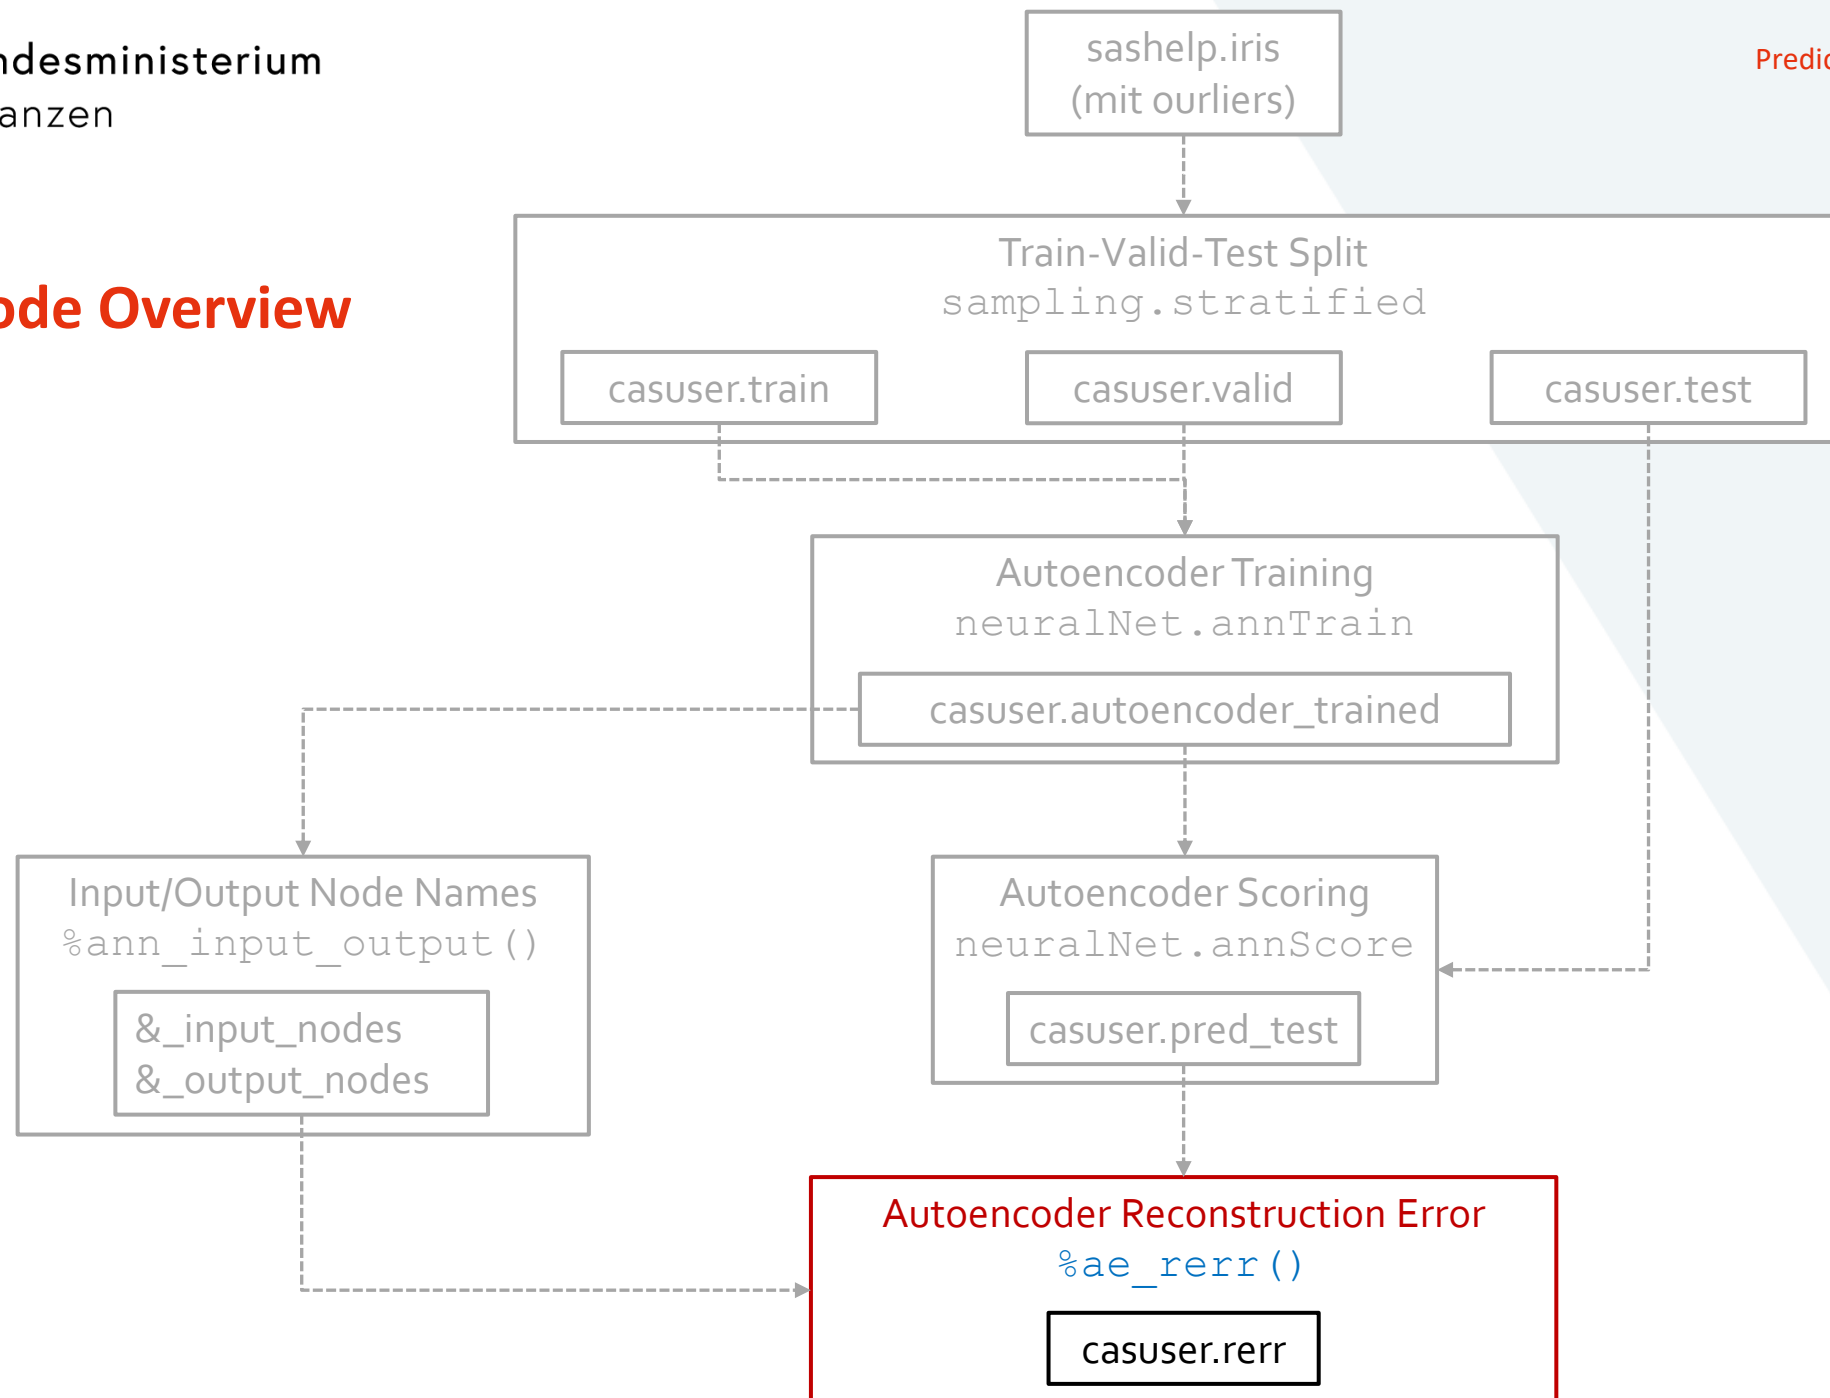 ndesministerium
anzen
sashelp.iris
(mit ourliers)
Predic
ode Overview
Train-Valid-Test Split
sampling.stratified
casuser.train
casuser.valid
casuser.test
Autoencoder Training
neuralNet.annTrain
casuser.autoencoder_trained
Input/Output Node Names
%ann_input_output()
&_input_nodes
&_output_nodes
Autoencoder Scoring
neuralNet.annScore
casuser.pred_test
Autoencoder Reconstruction Error
%ae_rerr()
casuser.rerr